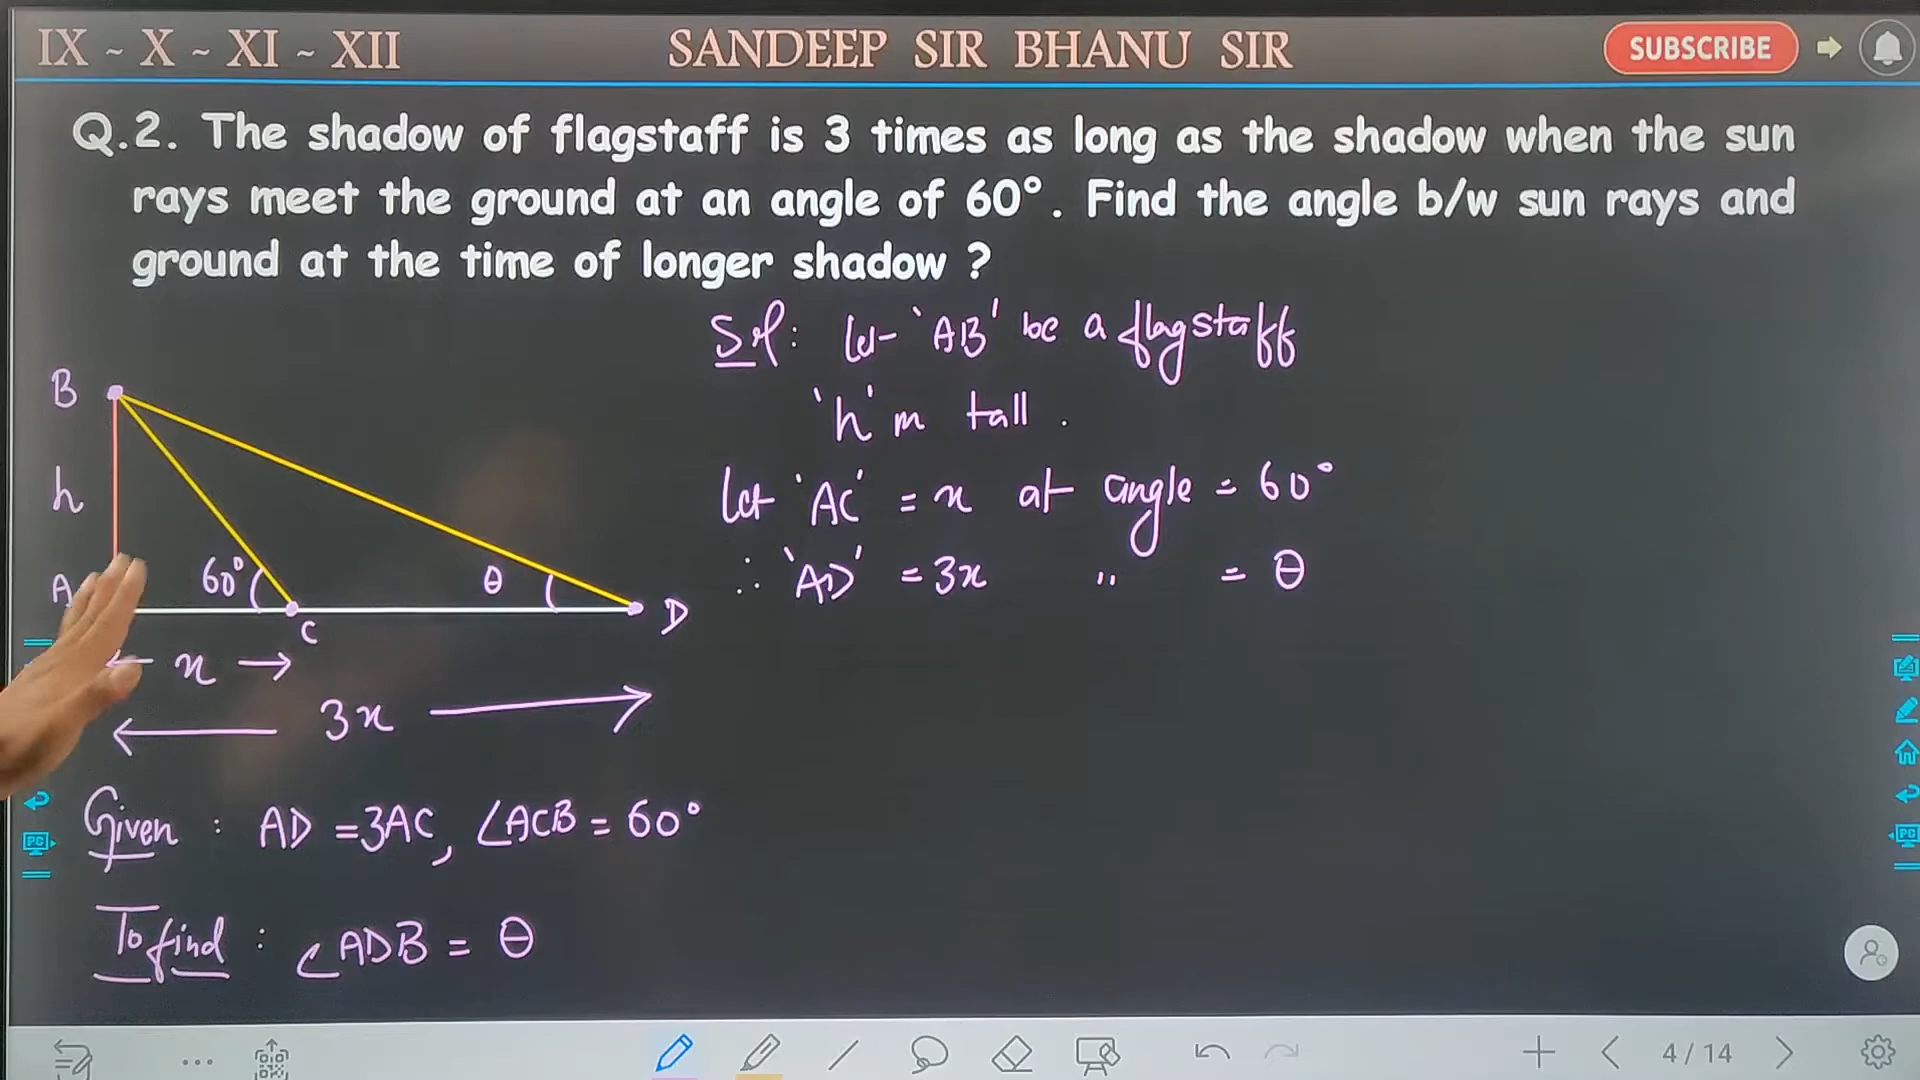 IX ~ X ~ XI ~ XII SANDEEP SIR BHANU SIR SUBSCRIBE
Q.2. The shadow of flagstaff is 3 times as long as the shadow when the sun
rays meet the ground at an angle of 60°. Find the angle b/w sun rays and
ground at the time of longer shadow ?
Sol: Let 'AB' be a flagstaff
'h' m tall.
Let 'AC' = x at angle = 60°
∴ 'AD' = 3x " = θ
B
h
A 60° θ
C D
x
3x
Given : AD = 3AC, ∠ACB = 60°
To find : ∠ADB = θ
PC PC
4 / 14